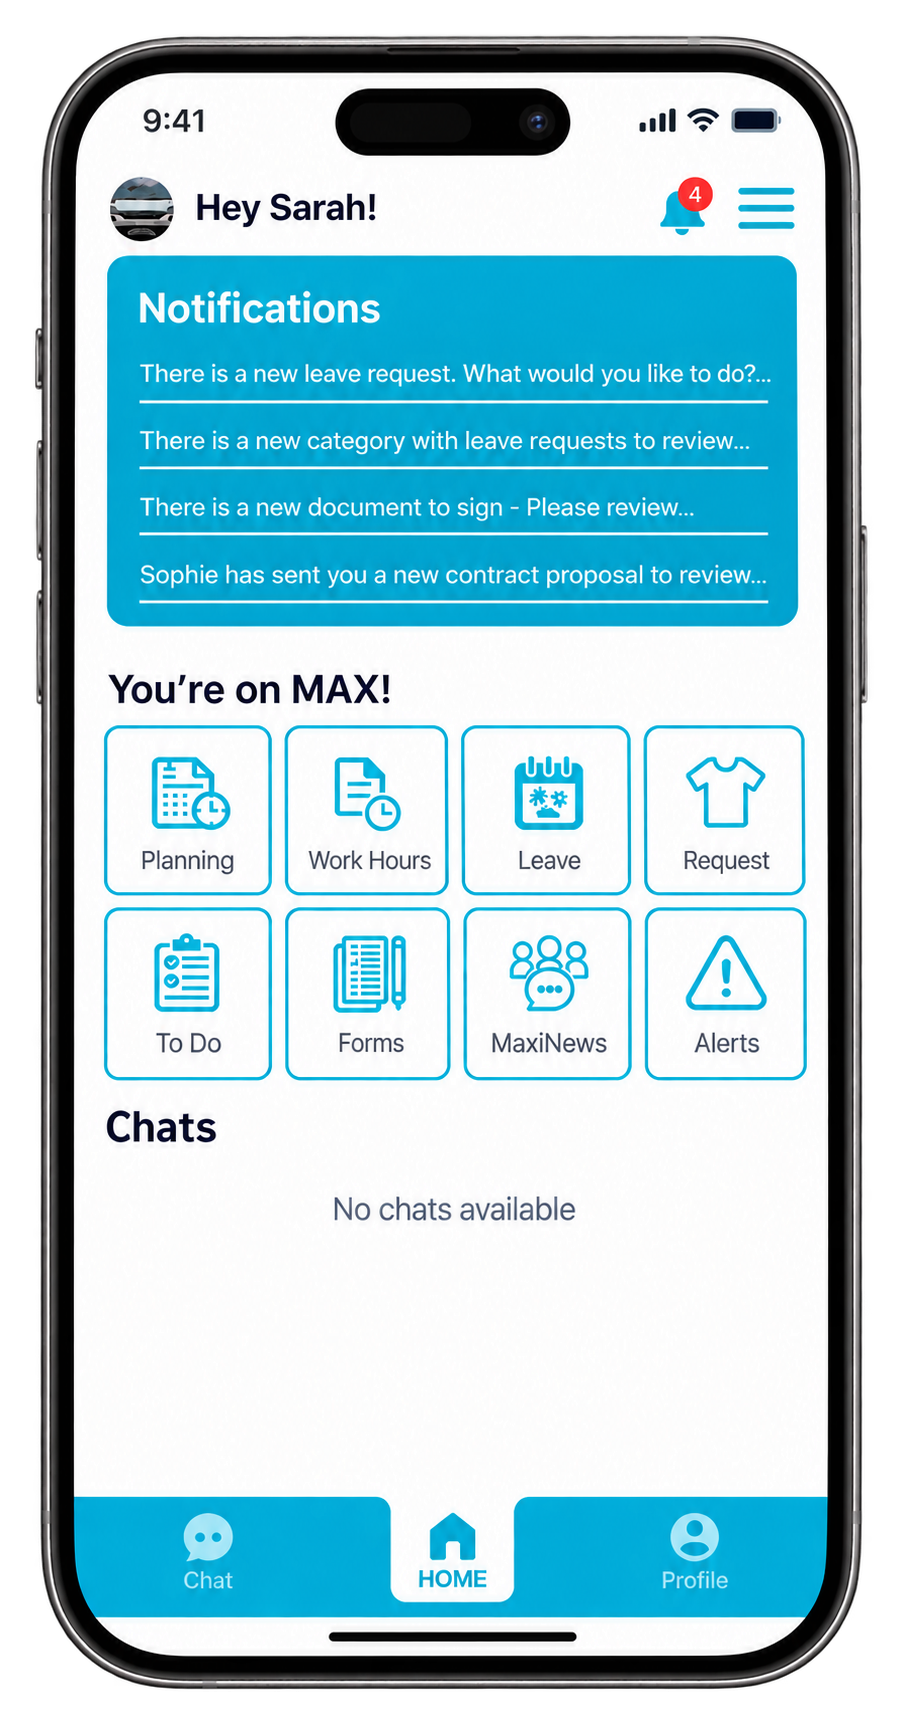 9:41
Hey Sarah!
4
Notifications
There is a new leave request. What would you like to do?...
There is a new category with leave requests to review...
There is a new document to sign - Please review...
Sophie has sent you a new contract proposal to review...
You're on MAX!
Planning
Work Hours
Leave
Request
To Do
Forms
MaxiNews
Alerts
Chats
No chats available
Chat
HOME
Profile